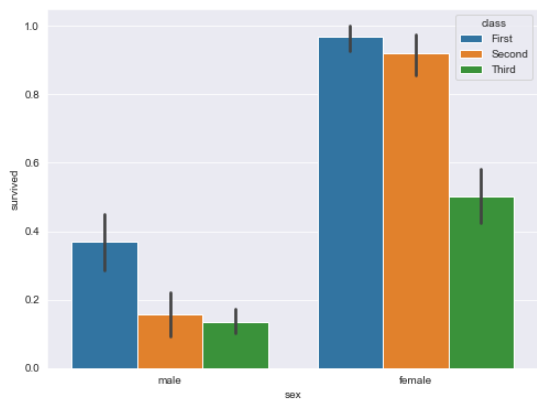 1.0
0.8
0.6
0.4
0.2
0.0
survived
male
female
sex
class
First
Second
Third